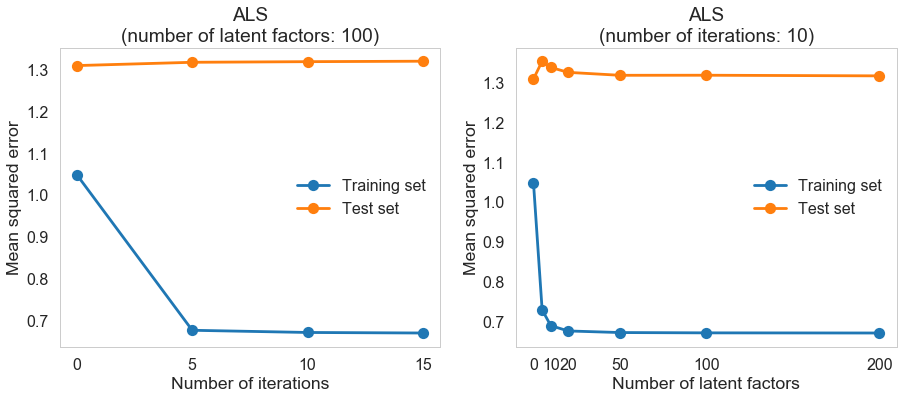 ALS
(number of latent factors: 100)
1.3
1.2
1.1
1.0
0.9
0.8
0.7
Mean squared error
Training set
Test set
0 5 10 15
Number of iterations
ALS
(number of iterations: 10)
1.3
1.2
1.1
1.0
0.9
0.8
0.7
Mean squared error
Training set
Test set
0 10 20 50 100 200
Number of latent factors